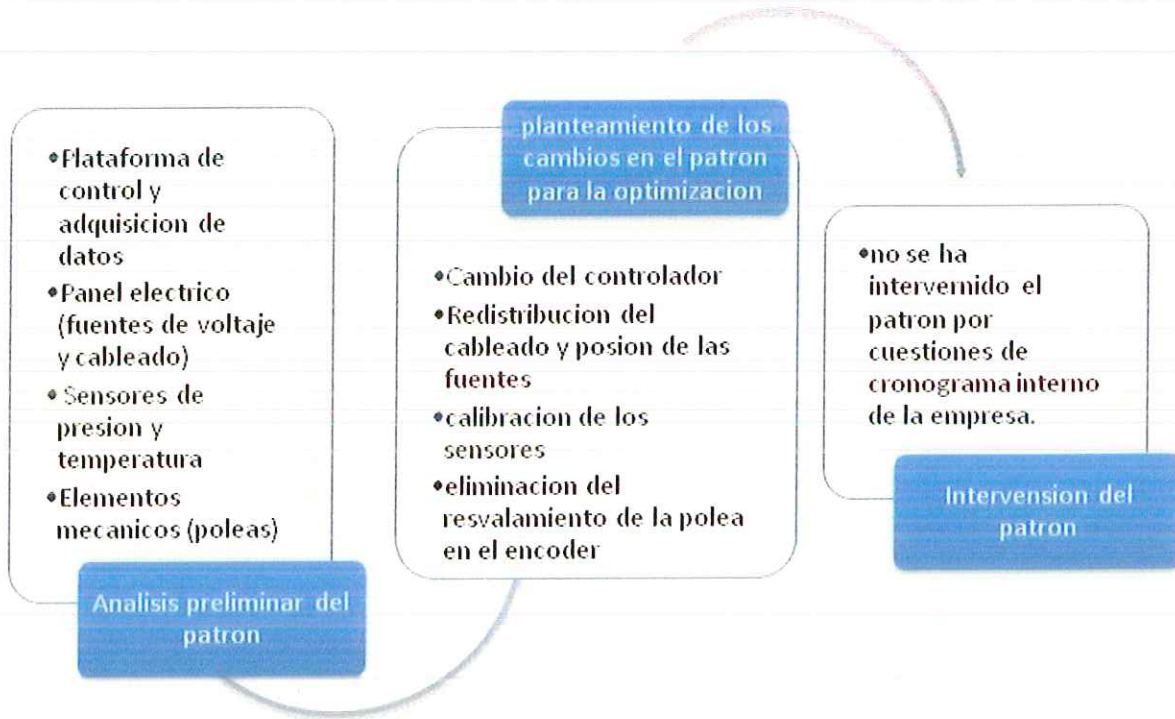 •Plataforma de
control y
adquisicion de
datos
•Panel electrico
(fuentes de voltaje
y cableado)
• Sensores de
presion y
temperatura
•Elementos
mecanicos (poleas)
Analisis preliminar del
patron
planteamiento de los
cambios en el patron
para la optimizacion
•Cambio del controlador
•Redistribucion del
cableado y posion de las
fuentes
•calibracion de los
sensores
•eliminacion del
resvalamiento de la polea
en el encoder
•no se ha
intervernido el
patron por
cuestiones de
cronograma interno
de la empresa.
Intervension del
patron